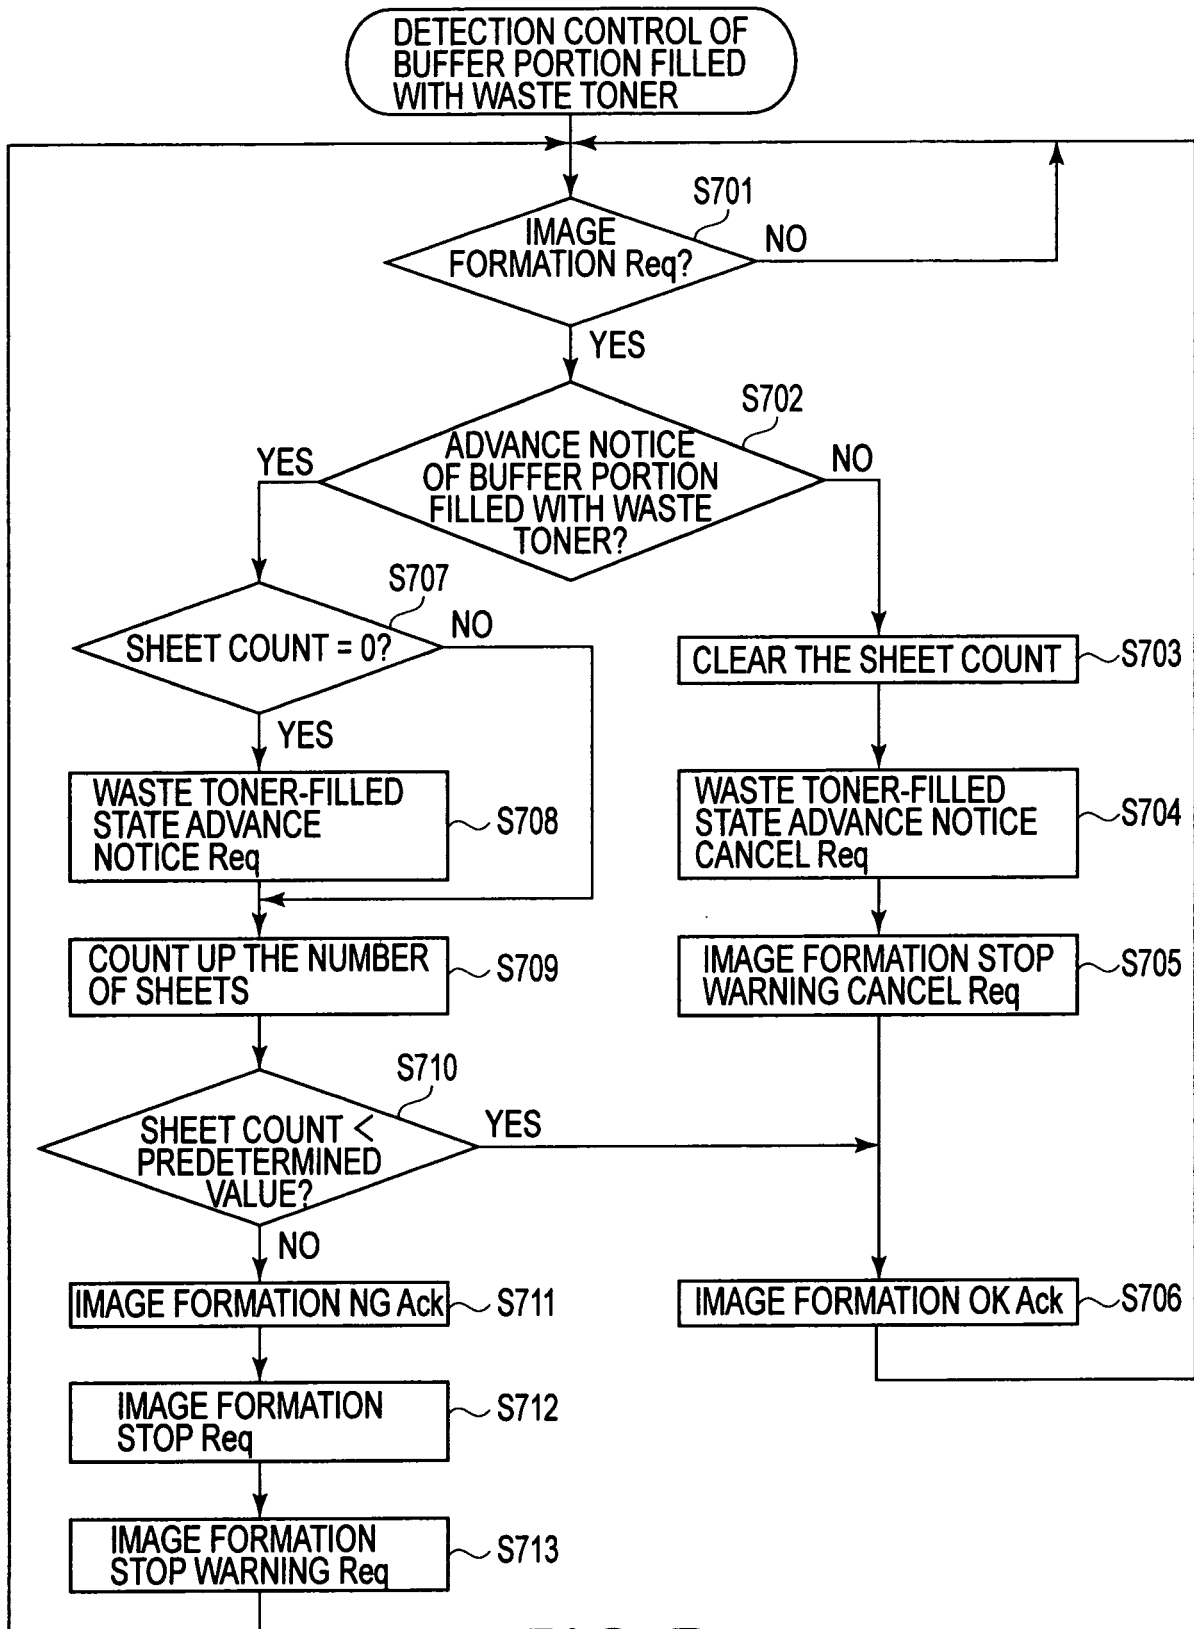 DETECTION CONTROL OF
BUFFER PORTION FILLED
WITH WASTE TONER
S701
IMAGE
FORMATION Req?
NO
YES
S702
ADVANCE NOTICE
OF BUFFER PORTION
FILLED WITH WASTE
TONER?
YES
NO
S707
SHEET COUNT = 0?
NO
YES
CLEAR THE SHEET COUNT
S703
WASTE TONER-FILLED
STATE ADVANCE
NOTICE Req
S708
WASTE TONER-FILLED
STATE ADVANCE NOTICE
CANCEL Req
S704
COUNT UP THE NUMBER
OF SHEETS
S709
IMAGE FORMATION STOP
WARNING CANCEL Req
S705
S710
SHEET COUNT <
PREDETERMINED
VALUE?
YES
NO
IMAGE FORMATION NG Ack
S711
IMAGE FORMATION OK Ack
S706
IMAGE FORMATION
STOP Req
S712
IMAGE FORMATION
STOP WARNING Req
S713